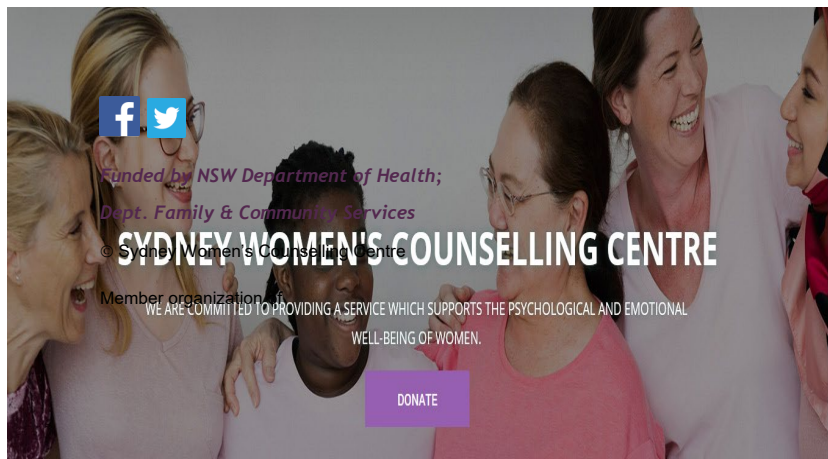 Funded by NSW Department of Health;
Dept. Family & Community Services
SYDNEY WOMEN'S COUNSELLING CENTRE
© Sydney Women's Counselling Centre
Member organization of
WE ARE COMMITTED TO PROVIDING A SERVICE WHICH SUPPORTS THE PSYCHOLOGICAL AND EMOTIONAL
WELL-BEING OF WOMEN.
DONATE